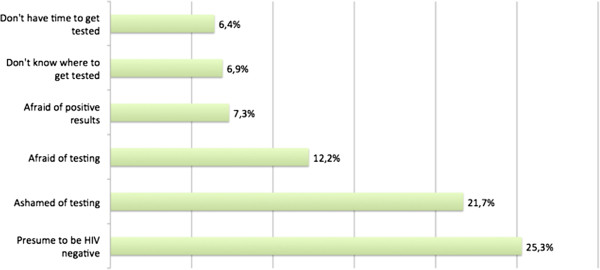 Don't have time to get
tested
6,4%
Don't know where to
get tested
6,9%
Afraid of positive
results
7,3%
Afraid of testing
12,2%
Ashamed of testing
21,7%
Presume to be HIV
negative
25,3%